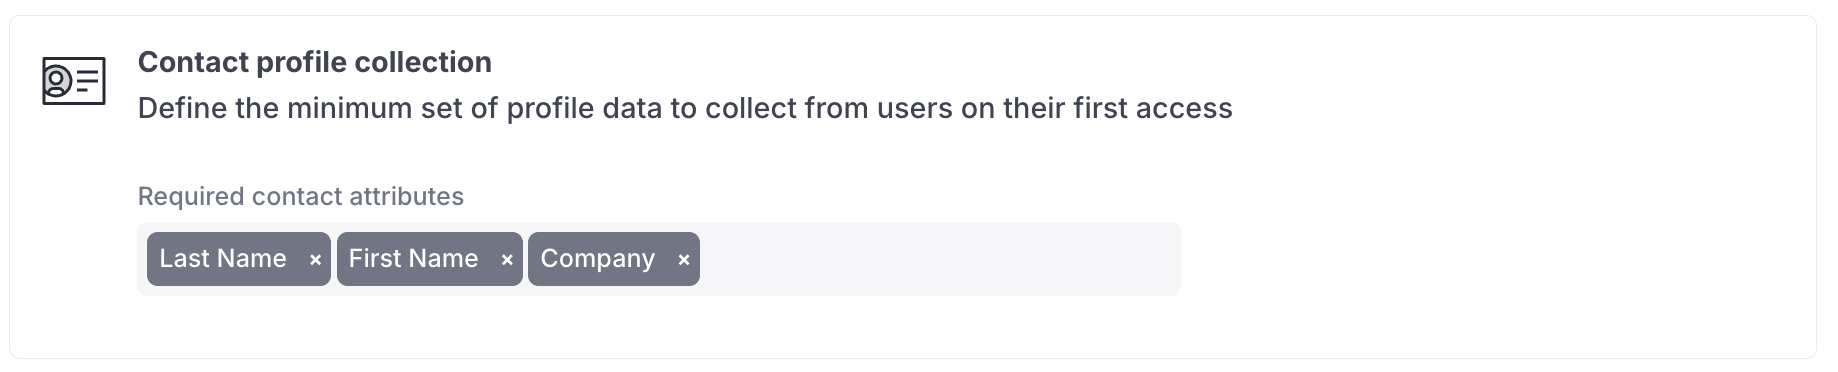 Contact profile collection
Define the minimum set of profile data to collect from users on their first access
Required contact attributes
Last Name × First Name × Company ×